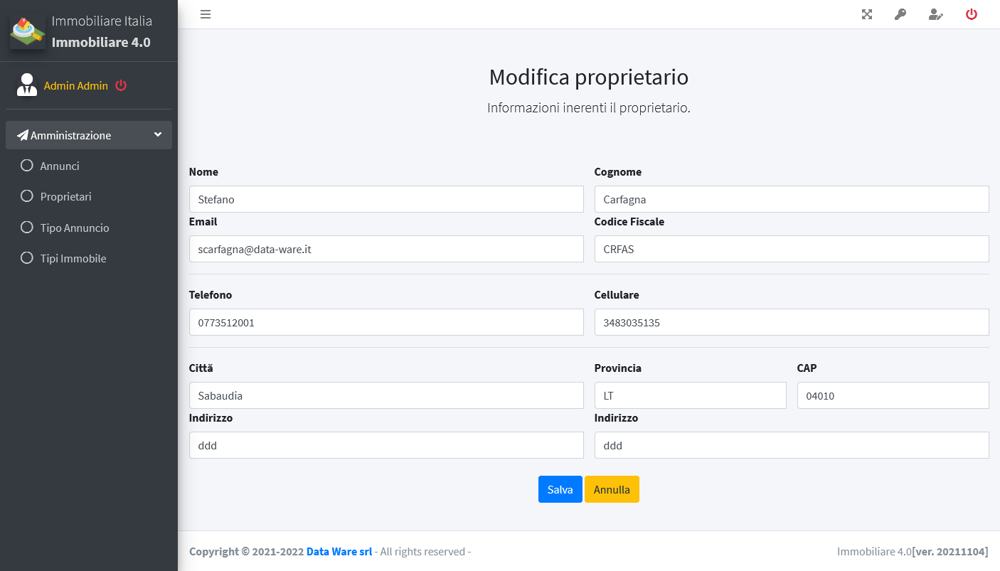 Immobiliare Italia
Immobiliare 4.0
Admin Admin
Amministrazione
Annunci
Proprietari
Tipo Annuncio
Tipi Immobile
Modifica proprietario
Informazioni inerenti il proprietario.
Nome Cognome
Stefano Carfagna
Email Codice Fiscale
scarfagna@data-ware.it CRFAS
Telefono Cellulare
0773512001 3483035135
Cittă Provincia CAP
Sabaudia LT 04010
Indirizzo Indirizzo
ddd ddd
Salva Annulla
Copyright © 2021-2022 Data Ware srl - All rights reserved - Immobiliare 4.0[ver. 20211104]